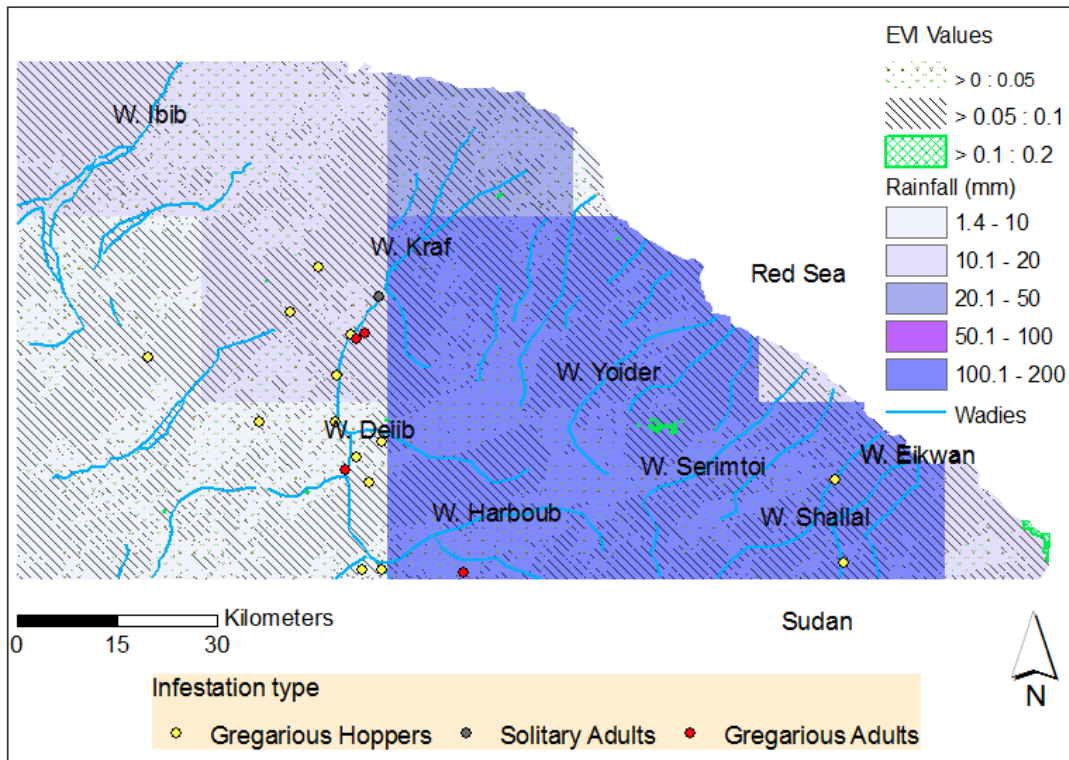 EVI Values
> 0 : 0.05
> 0.05 : 0.1
> 0.1 : 0.2
Rainfall (mm)
1.4 - 10
10.1 - 20
20.1 - 50
50.1 - 100
100.1 - 200
Wadies
W. Ibib
W. Kraf
Red Sea
W. Yoider
W. Deiib
W. Serimtoi
W. Eikwan
W. Harboub
W. Shallal
Kilometers
0 15 30
Sudan
N
Infestation type
Gregarious Hoppers Solitary Adults Gregarious Adults